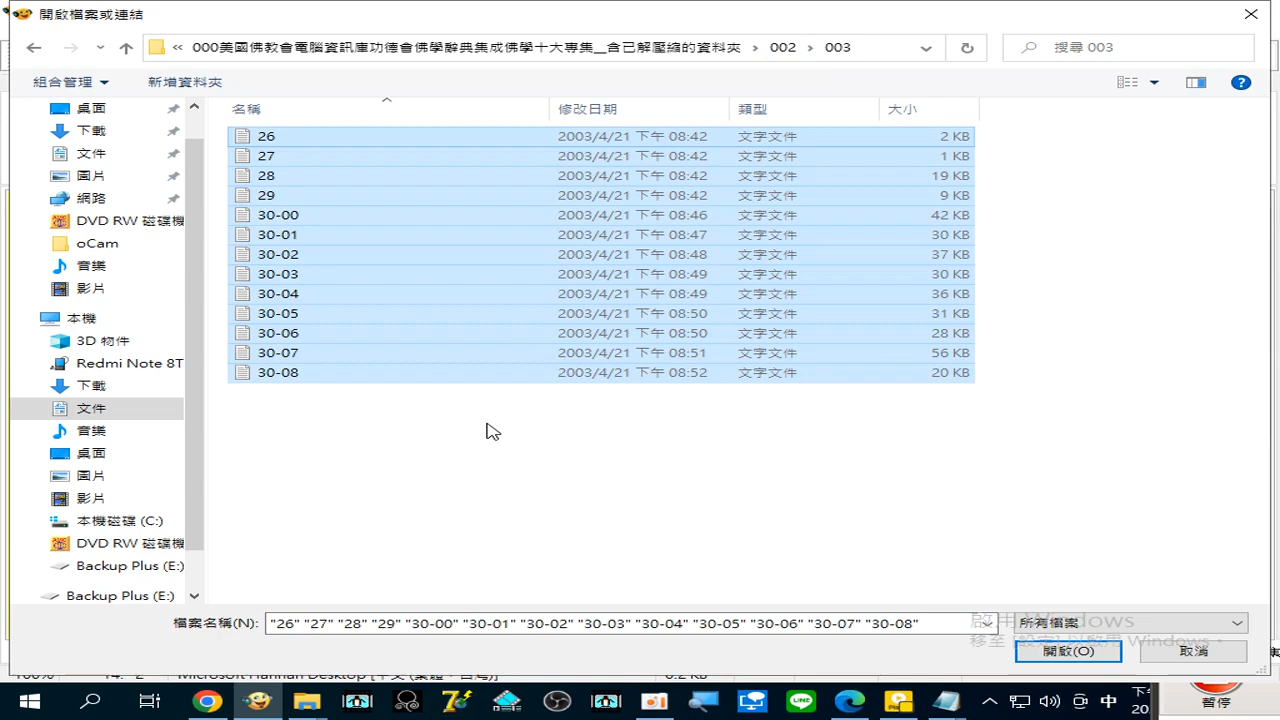 開啟檔案或連結
« 000美國佛教會電腦資訊庫功德會佛學辭典集成佛學十大專集__含已解壓縮的資料夾 › 002 › 003
搜尋 003
組合管理
新增資料夾
名稱 修改日期 類型 大小
桌面
下載
文件
圖片
網路
DVD RW 磁碟機
oCam
音樂
影片
本機
3D 物件
Redmi Note 8T
下載
文件
音樂
桌面
圖片
影片
本機磁碟 (C:)
DVD RW 磁碟機
Backup Plus (E:)
Backup Plus (E:)
26 2003/4/21 下午 08:42 文字文件 2 KB
27 2003/4/21 下午 08:42 文字文件 1 KB
28 2003/4/21 下午 08:42 文字文件 19 KB
29 2003/4/21 下午 08:42 文字文件 9 KB
30-00 2003/4/21 下午 08:46 文字文件 42 KB
30-01 2003/4/21 下午 08:47 文字文件 30 KB
30-02 2003/4/21 下午 08:48 文字文件 37 KB
30-03 2003/4/21 下午 08:49 文字文件 30 KB
30-04 2003/4/21 下午 08:49 文字文件 36 KB
30-05 2003/4/21 下午 08:50 文字文件 31 KB
30-06 2003/4/21 下午 08:50 文字文件 28 KB
30-07 2003/4/21 下午 08:51 文字文件 56 KB
30-08 2003/4/21 下午 08:52 文字文件 20 KB
檔案名稱(N): "26" "27" "28" "29" "30-00" "30-01" "30-02" "30-03" "30-04" "30-05" "30-06" "30-07" "30-08"
所有檔案
啟用 Windows
移至 [設定] 以啟用 Windows。
開啟(O)
取消
中
下午
20
暫停